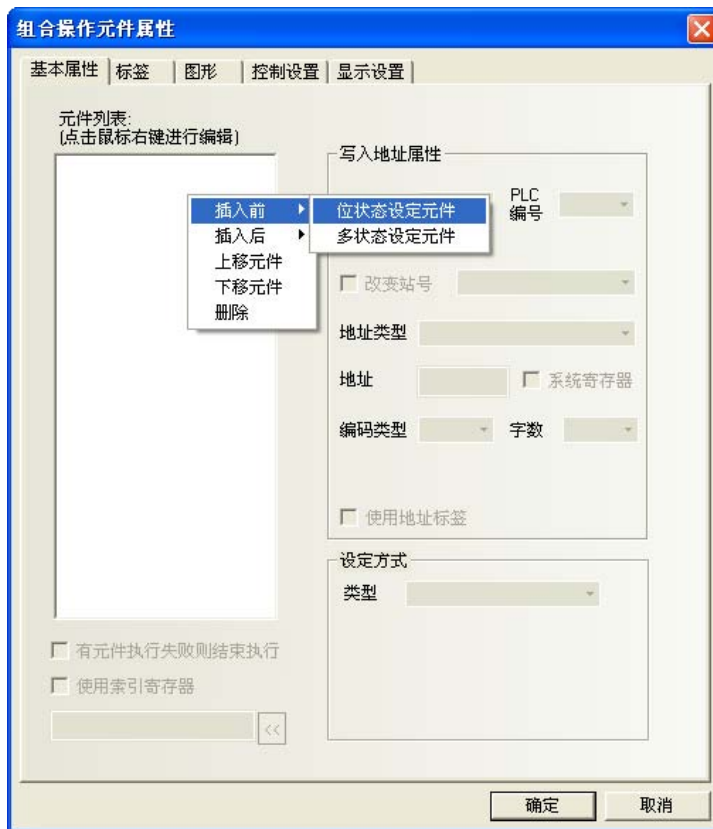 组合操作元件属性
基本属性 标签 图形 控制设置 显示设置
元件列表:
(点击鼠标右键进行编辑)
写入地址属性
插入前
插入后
上移元件
下移元件
删除
位状态设定元件
多状态设定元件
PLC
编号
改变站号
地址类型
地址 系统寄存器
编码类型 字数
使用地址标签
设定方式
类型
有元件执行失败则结束执行
使用索引寄存器
<<
确定 取消